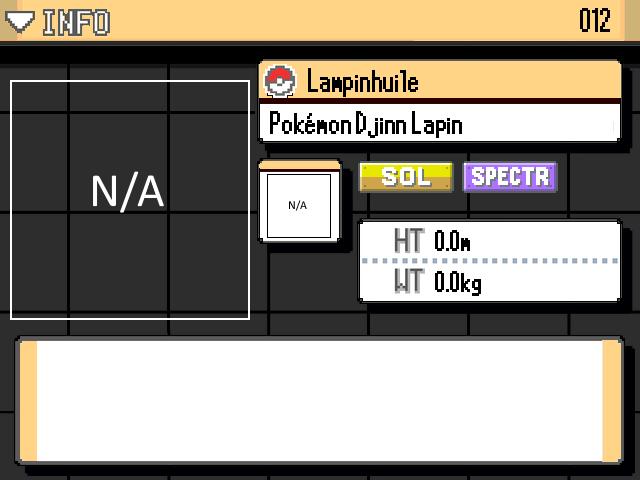 INFO
012
N/A
Lampinhuile
Pokémon Djinn Lapin
N/A
SOL
SPECTR
HT 0.0m
WT 0.0kg